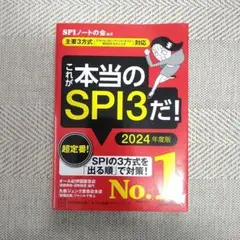 SPIノートの会 編著
主要3方式
対応
これが
本当の
SPI3だ!
2024年度版
超定番!
SPIの3方式を
「出る順」で対策!
No.1